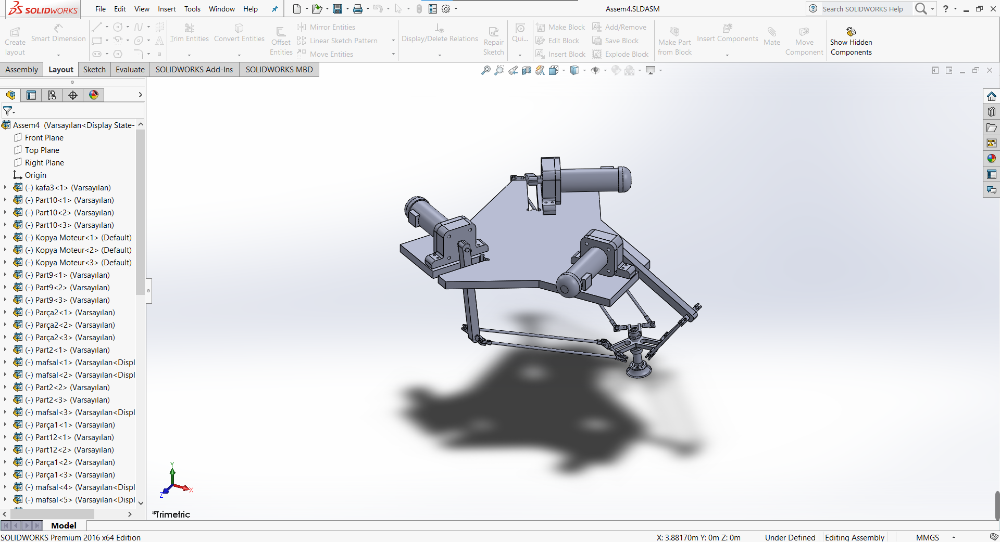 SOLIDWORKS File Edit View Insert Tools Window Help Assem4.SLDASM Search SOLIDWORKS Help ?
Create layout
Smart Dimension
Trim Entities
Convert Entities
Offset Entities
Mirror Entities
Linear Sketch Pattern
Move Entities
Display/Delete Relations
Repair Sketch
Qui...
Make Block
Edit Block
Insert Block
Add/Remove
Save Block
Explode Block
Make Part from Block
Insert Components
Mate
Move Component
Show Hidden Components
Assembly Layout Sketch Evaluate SOLIDWORKS Add-Ins SOLIDWORKS MBD
Assem4 (Varsayılan<Display State-
Front Plane
Top Plane
Right Plane
Origin
(-) kafa3<1> (Varsayılan)
(-) Part10<1> (Varsayılan)
(-) Part10<2> (Varsayılan)
(-) Part10<3> (Varsayılan)
(-) Kopya Moteur<1> (Default)
(-) Kopya Moteur<2> (Default)
(-) Kopya Moteur<3> (Default)
(-) Part9<1> (Varsayılan)
(-) Part9<2> (Varsayılan)
(-) Part9<3> (Varsayılan)
(-) Parça2<1> (Varsayılan)
(-) Parça2<2> (Varsayılan)
(-) Parça2<3> (Varsayılan)
(-) Part2<1> (Varsayılan)
(-) mafsal<1> (Varsayılan<Displ
(-) mafsal<2> (Varsayılan<Displ
(-) Part2<2> (Varsayılan)
(-) Part2<3> (Varsayılan)
(-) mafsal<3> (Varsayılan<Displ
(-) Parça1<1> (Varsayılan)
(-) Part12<1> (Varsayılan)
(-) Part12<2> (Varsayılan)
(-) Parça1<2> (Varsayılan)
(-) Parça1<3> (Varsayılan)
(-) mafsal<4> (Varsayılan<Displ
(-) mafsal<5> (Varsayılan<Displ
Y
X
Z
*Trimetric
Model
SOLIDWORKS Premium 2016 x64 Edition X: 3.88170m Y: 0m Z: 0m Under Defined Editing Assembly MMGS